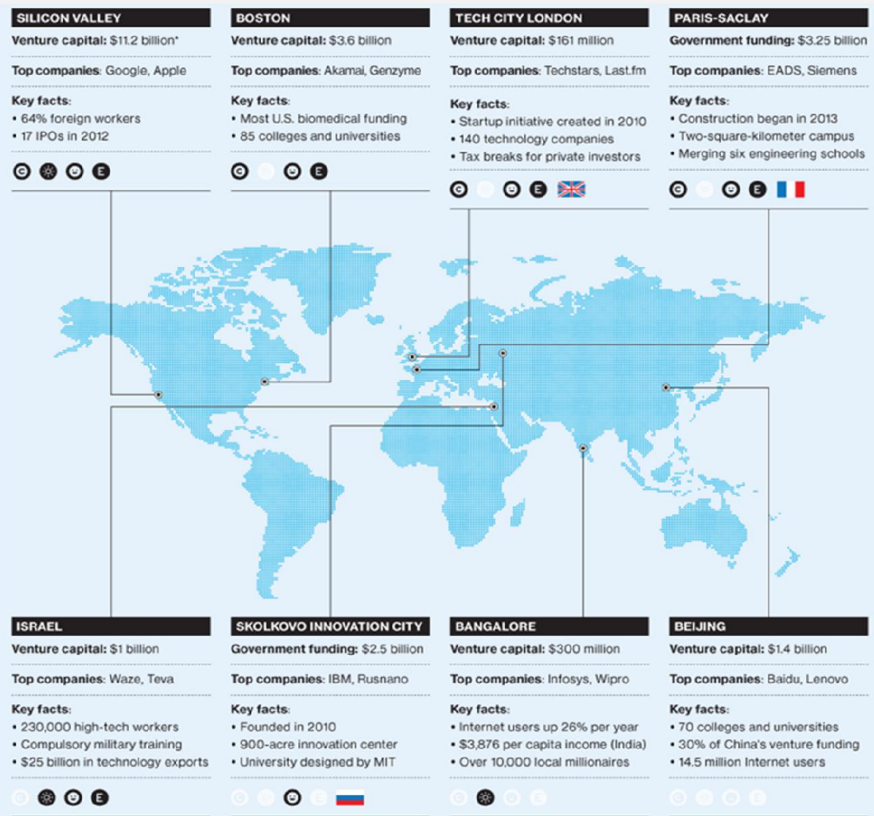 SILICON VALLEY
Venture capital: $11.2 billion*
Top companies: Google, Apple
Key facts:
• 64% foreign workers
• 17 IPOs in 2012
C E
BOSTON
Venture capital: $3.6 billion
Top companies: Akamai, Genzyme
Key facts:
• Most U.S. biomedical funding
• 85 colleges and universities
C E
TECH CITY LONDON
Venture capital: $161 million
Top companies: Techstars, Last.fm
Key facts:
• Startup initiative created in 2010
• 140 technology companies
• Tax breaks for private investors
C E
PARIS-SACLAY
Government funding: $3.25 billion
Top companies: EADS, Siemens
Key facts:
• Construction began in 2013
• Two-square-kilometer campus
• Merging six engineering schools
C E
ISRAEL
Venture capital: $1 billion
Top companies: Waze, Teva
Key facts:
• 230,000 high-tech workers
• Compulsory military training
• $25 billion in technology exports
C E
SKOLKOVO INNOVATION CITY
Government funding: $2.5 billion
Top companies: IBM, Rusnano
Key facts:
• Founded in 2010
• 900-acre innovation center
• University designed by MIT
C E
BANGALORE
Venture capital: $300 million
Top companies: Infosys, Wipro
Key facts:
• Internet users up 26% per year
• $3,876 per capita income (India)
• Over 10,000 local millionaires
C E
BEIJING
Venture capital: $1.4 billion
Top companies: Baidu, Lenovo
Key facts:
• 70 colleges and universities
• 30% of China's venture funding
• 14.5 million Internet users
C E